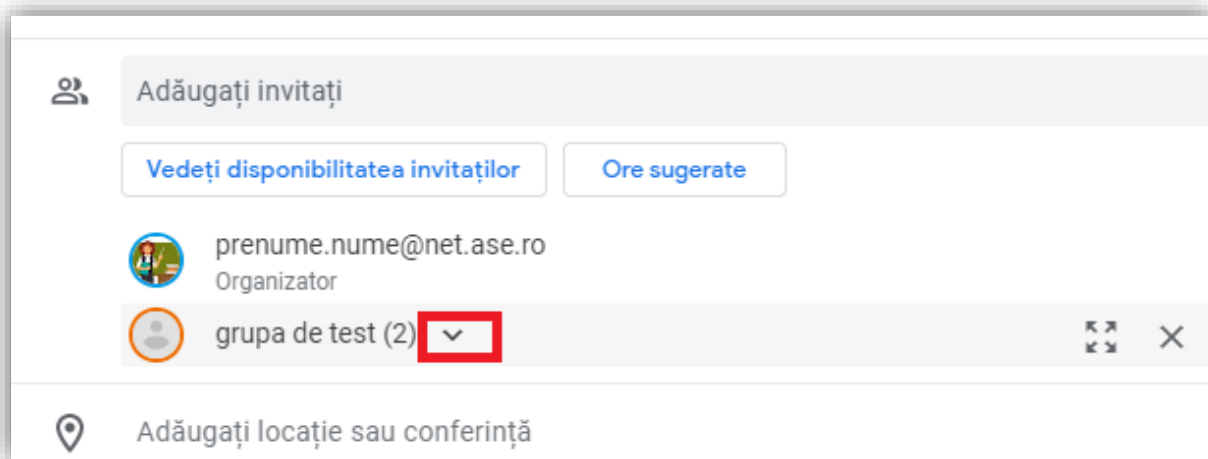 Adăugați invitați
Vedeți disponibilitatea invitaților
Ore sugerate
prenume.nume@net.ase.ro
Organizator
grupa de test (2)
Adăugați locație sau conferință